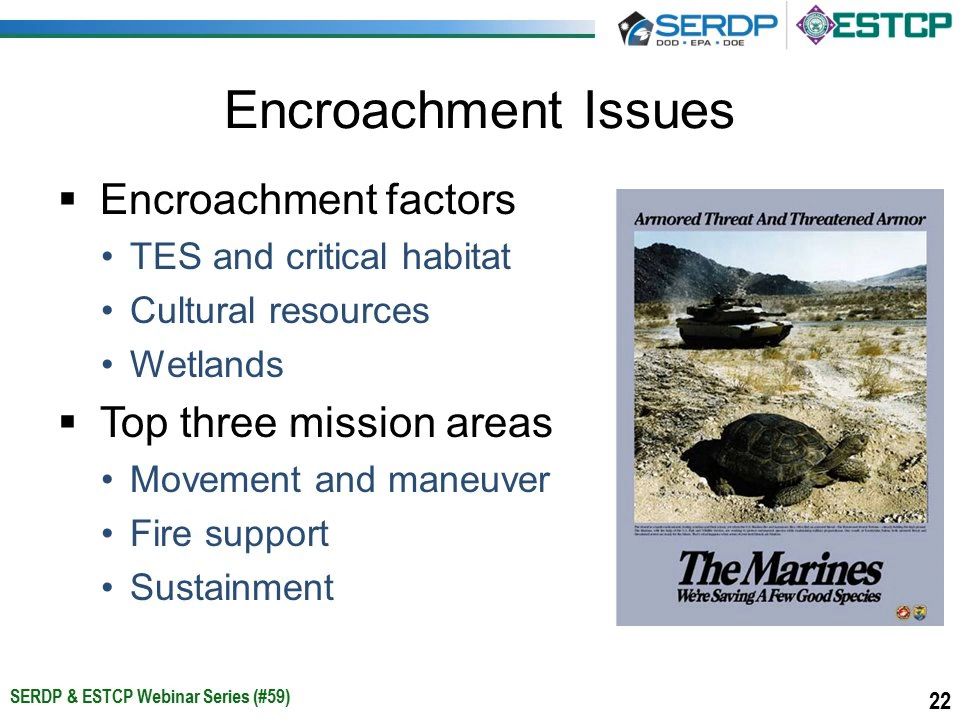 SERDP
DOD • EPA • DOE
ESTCP
Encroachment Issues
Encroachment factors
• TES and critical habitat
• Cultural resources
• Wetlands
Top three mission areas
• Movement and maneuver
• Fire support
• Sustainment
Armored Threat And Threatened Armor
The Marines
We're Saving A Few Good Species
SERDP & ESTCP Webinar Series (#59)
22